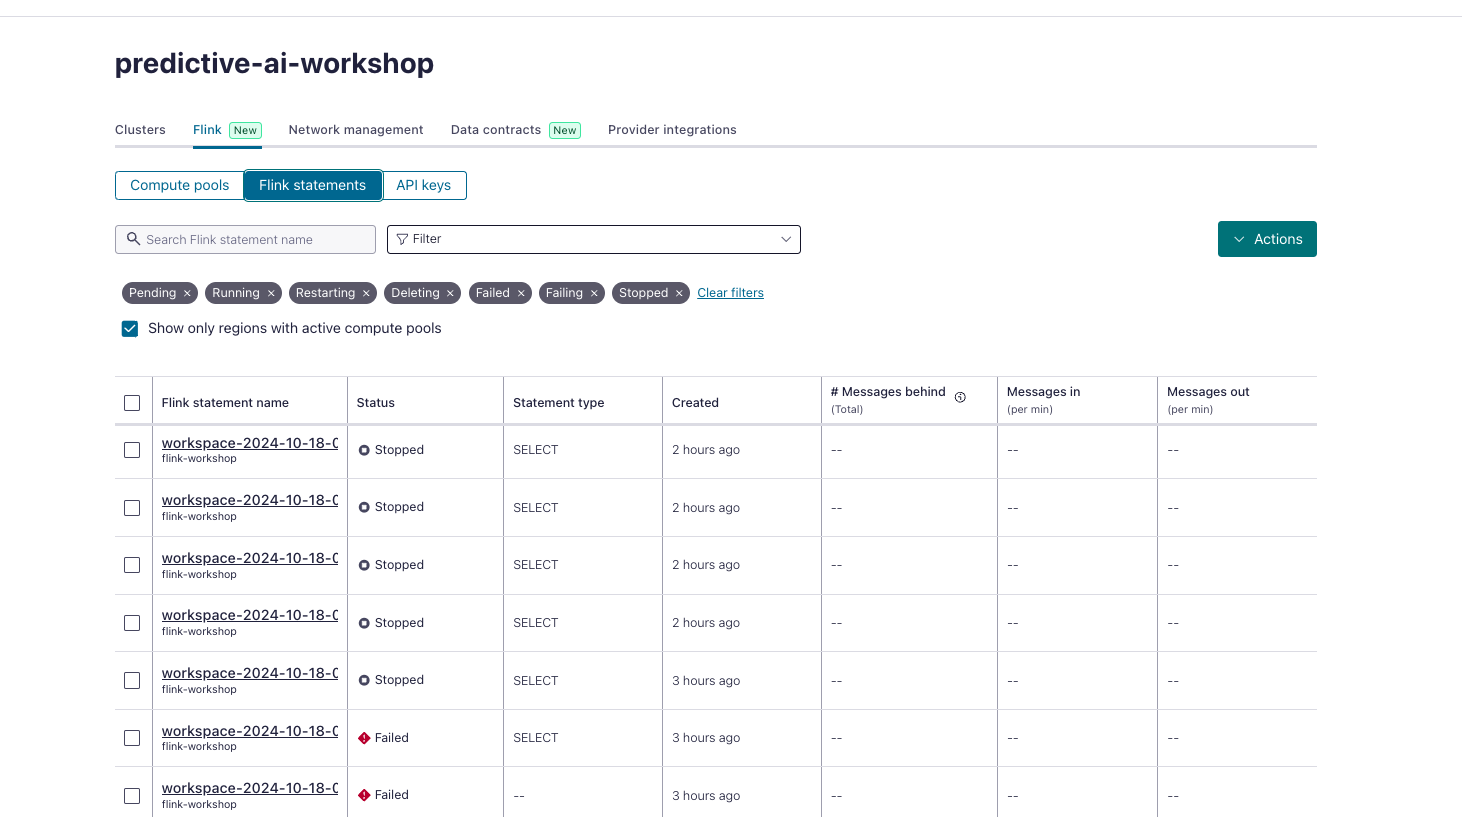 predictive-ai-workshop
Clusters Flink New Network management Data contracts New Provider integrations
Compute pools Flink statements API keys
Search Flink statement name Filter Actions
Pending × Running × Restarting × Deleting × Failed × Failing × Stopped × Clear filters
Show only regions with active compute pools
Flink statement name Status Statement type Created # Messages behind (Total) Messages in (per min) Messages out (per min)
workspace-2024-10-18-0 Stopped SELECT 2 hours ago -- -- --
flink-workshop
workspace-2024-10-18-0 Stopped SELECT 2 hours ago -- -- --
flink-workshop
workspace-2024-10-18-0 Stopped SELECT 2 hours ago -- -- --
flink-workshop
workspace-2024-10-18-0 Stopped SELECT 2 hours ago -- -- --
flink-workshop
workspace-2024-10-18-0 Stopped SELECT 3 hours ago -- -- --
flink-workshop
workspace-2024-10-18-0 Failed SELECT 3 hours ago -- -- --
flink-workshop
workspace-2024-10-18-0 Failed -- 3 hours ago -- -- --
flink-workshop